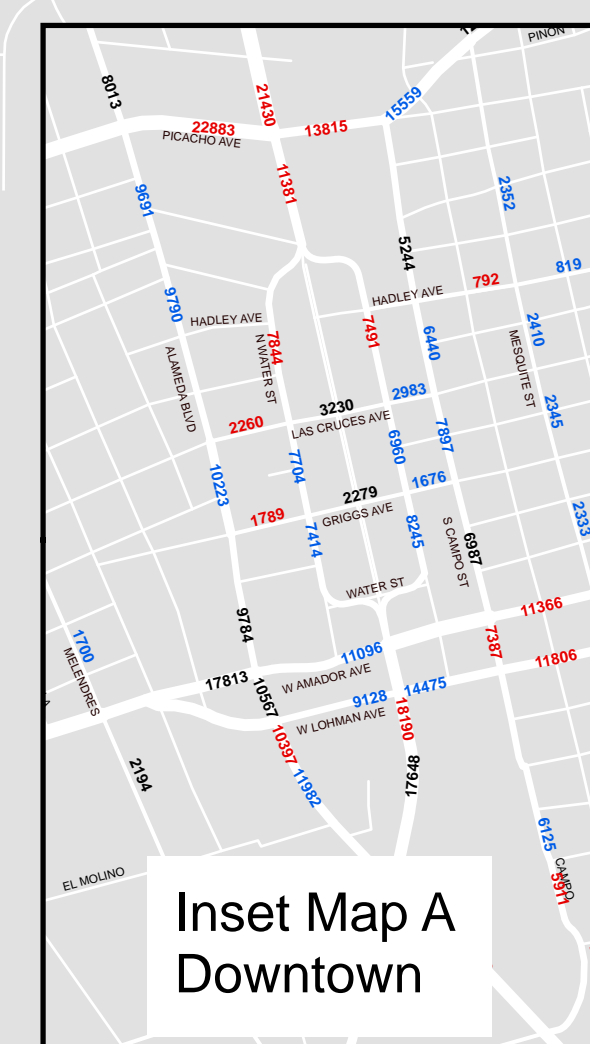 PINON
8013
21430
15559
22883
13815
PICACHO AVE
11381
9691
2352
5244
819
792
HADLEY AVE
9790
HADLEY AVE
7844
7491
6440
2410
N WATER ST
MESQUITE ST
ALAMEDA BLVD
2983
3230
2345
2260
LAS CRUCES AVE
7897
6960
7704
10223
1676
2279
1789
GRIGGS AVE
2333
7414
8245
S CAMPO ST
6987
WATER ST
11366
9784
7387
1700
11096
11806
MELENDRES
17813
W AMADOR AVE
10567
14475
9128
W LOHMAN AVE
18190
10397
11982
17648
2194
6125
EL MOLINO
CAMPO
5911
Inset Map A
Downtown